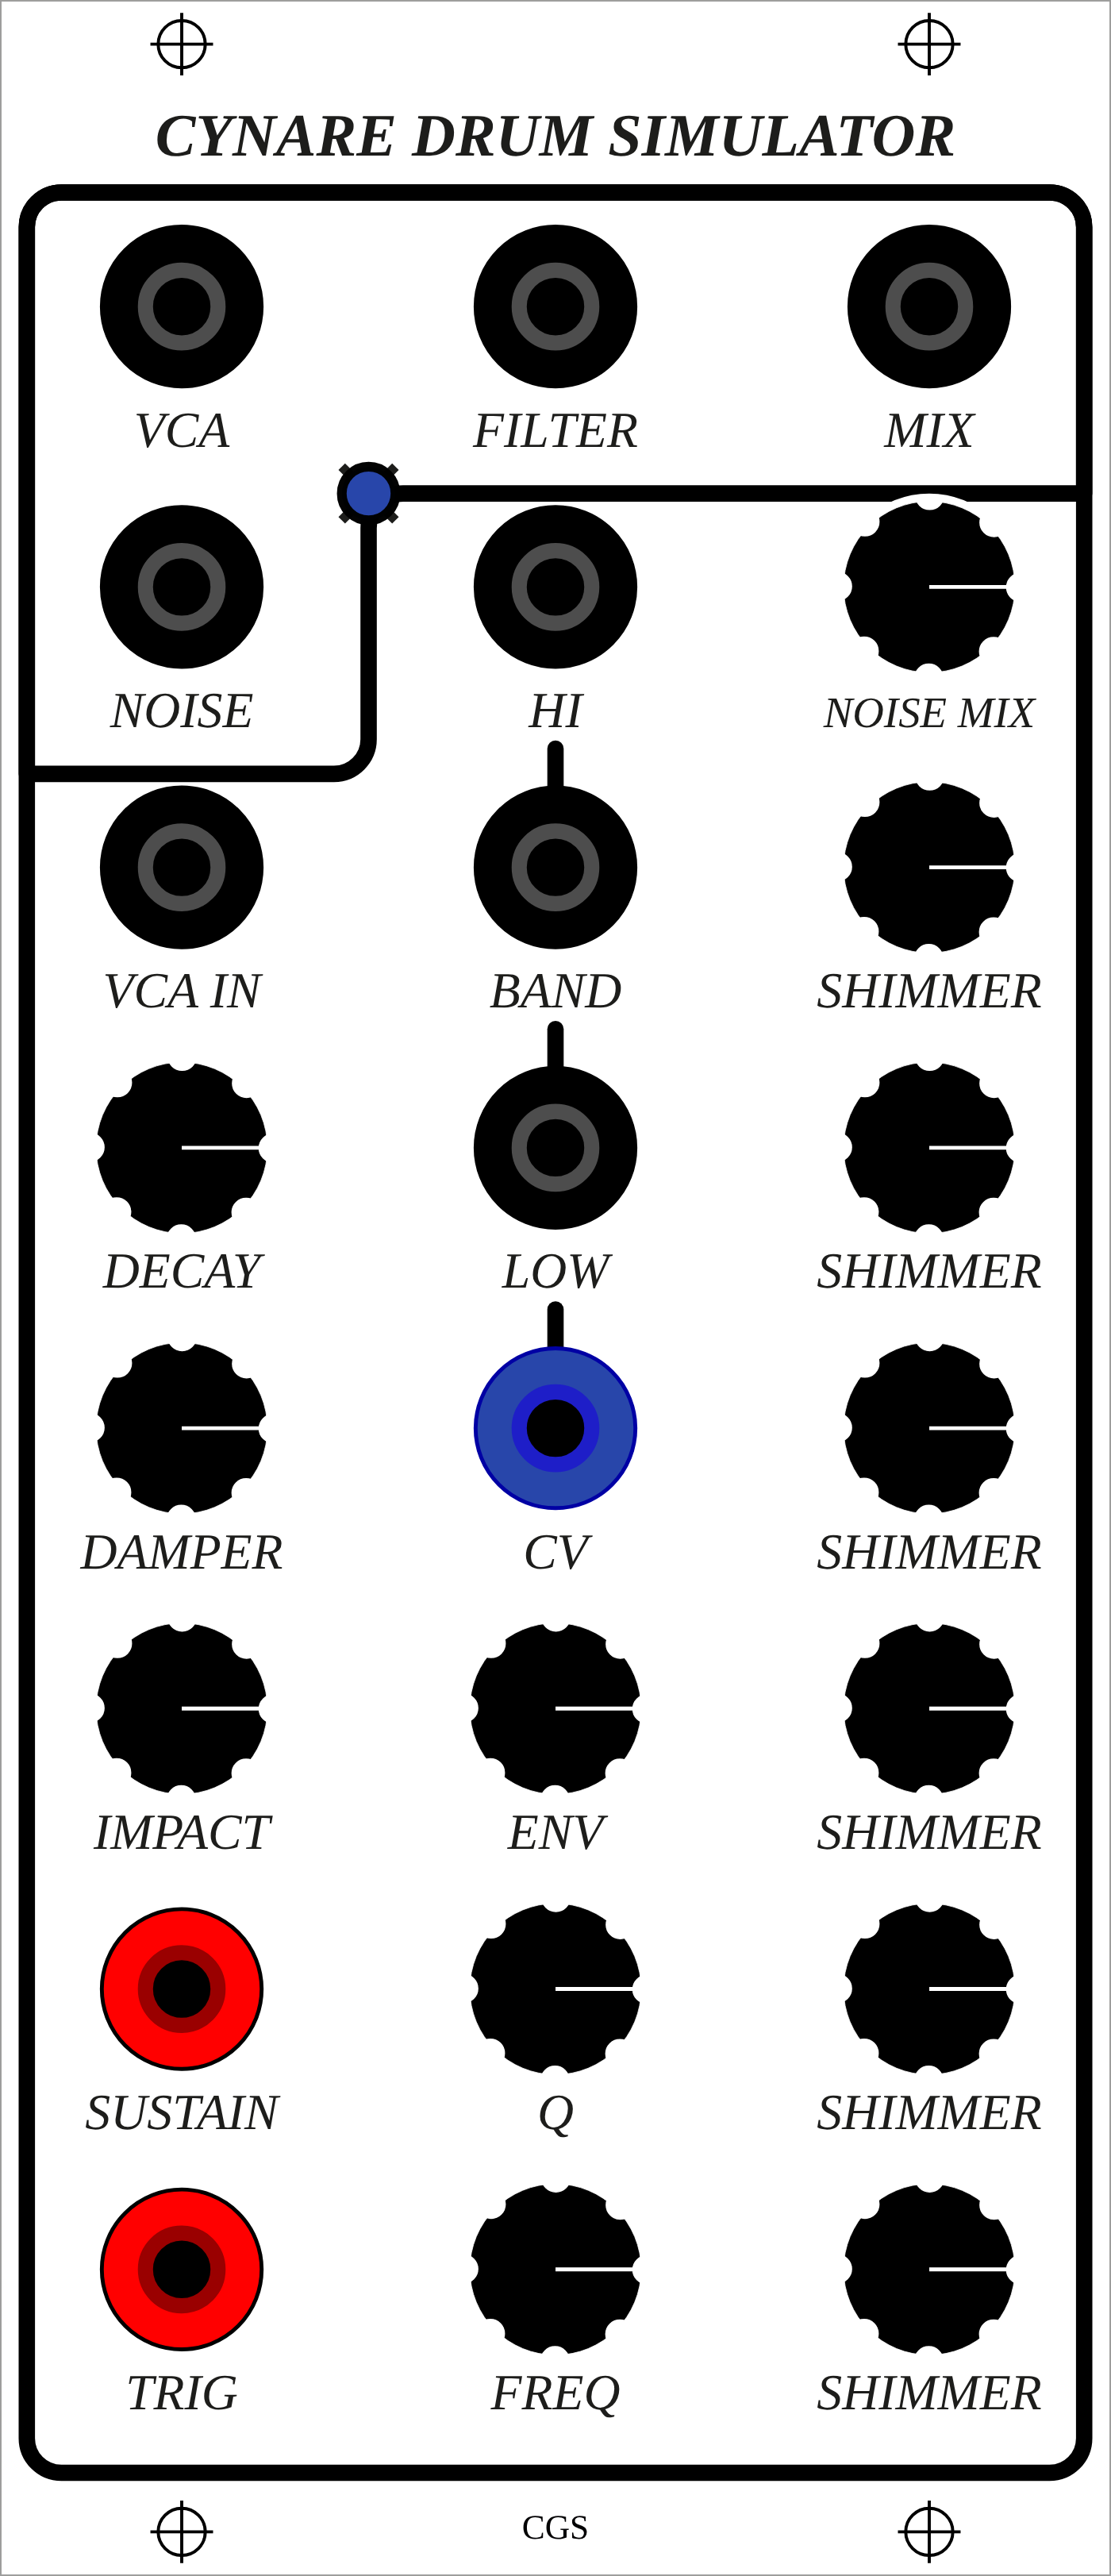 CYNARE DRUM SIMULATOR
VCA FILTER MIX
NOISE HI NOISE MIX
VCA IN BAND SHIMMER
DECAY LOW SHIMMER
DAMPER CV SHIMMER
IMPACT ENV SHIMMER
SUSTAIN Q SHIMMER
TRIG FREQ SHIMMER
CGS